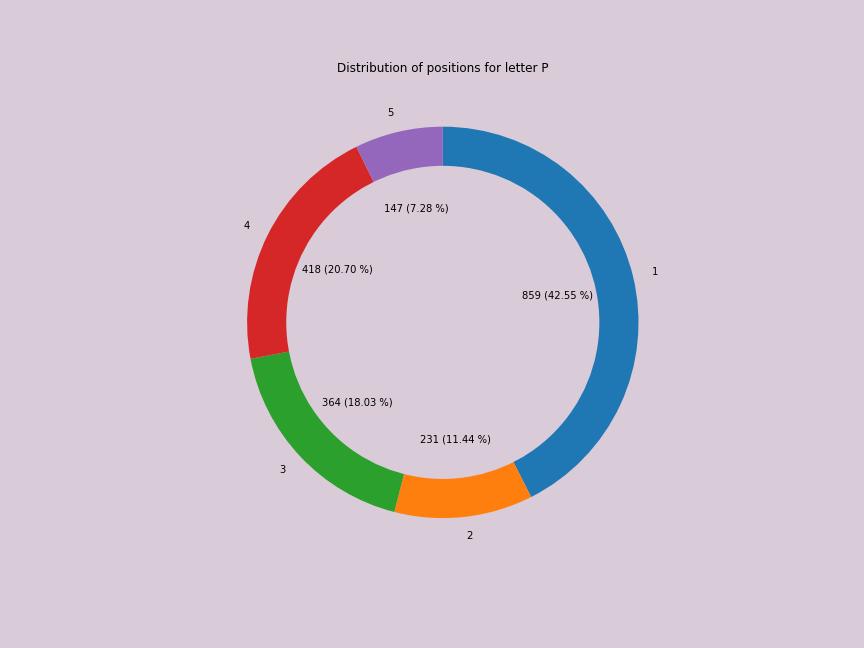 Distribution of positions for letter P
5
147 (7.28 %)
4
418 (20.70 %)
1
859 (42.55 %)
364 (18.03 %)
231 (11.44 %)
3
2